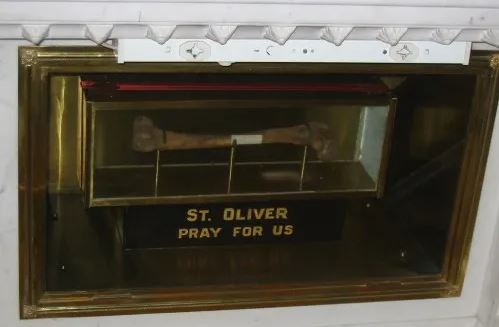 ST. OLIVER
PRAY FOR US